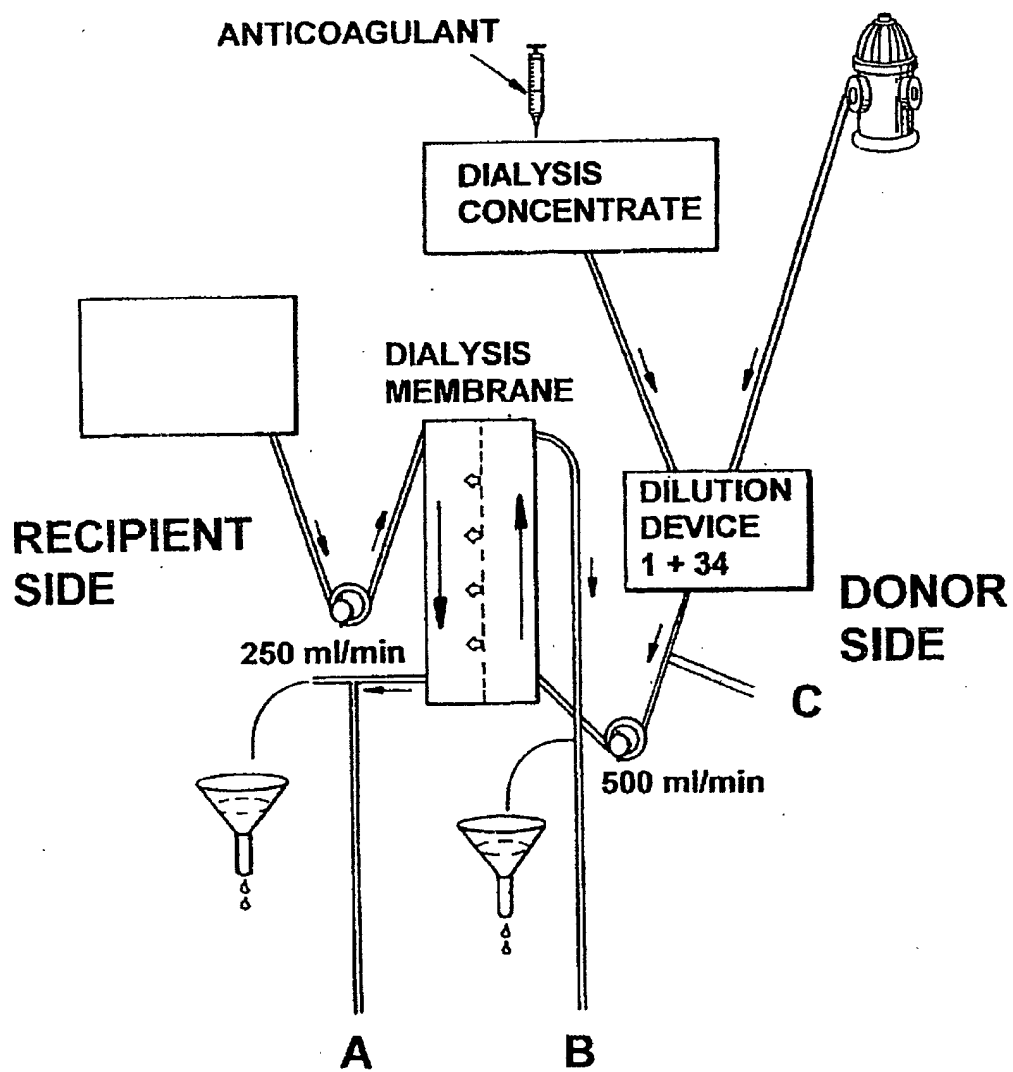 ANTICOAGULANT
DIALYSIS
CONCENTRATE
DIALYSIS
MEMBRANE
DILUTION
DEVICE
1 + 34
RECIPIENT
SIDE
DONOR
SIDE
250 ml/min
C
500 ml/min
A
B